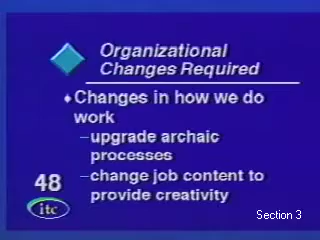 Organizational
Changes Required
♦Changes in how we do
work
–upgrade archaic
processes
–change job content to
provide creativity
48
itc
Section 3